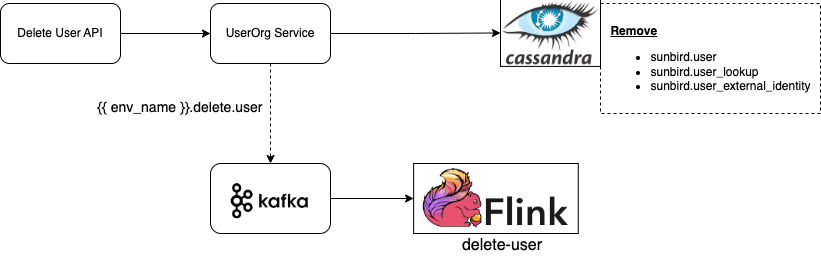 Delete User API
UserOrg Service
cassandra
Remove
sunbird.user
sunbird.user_lookup
sunbird.user_external_identity
{{ env_name }}.delete.user
kafka
Flink
delete-user